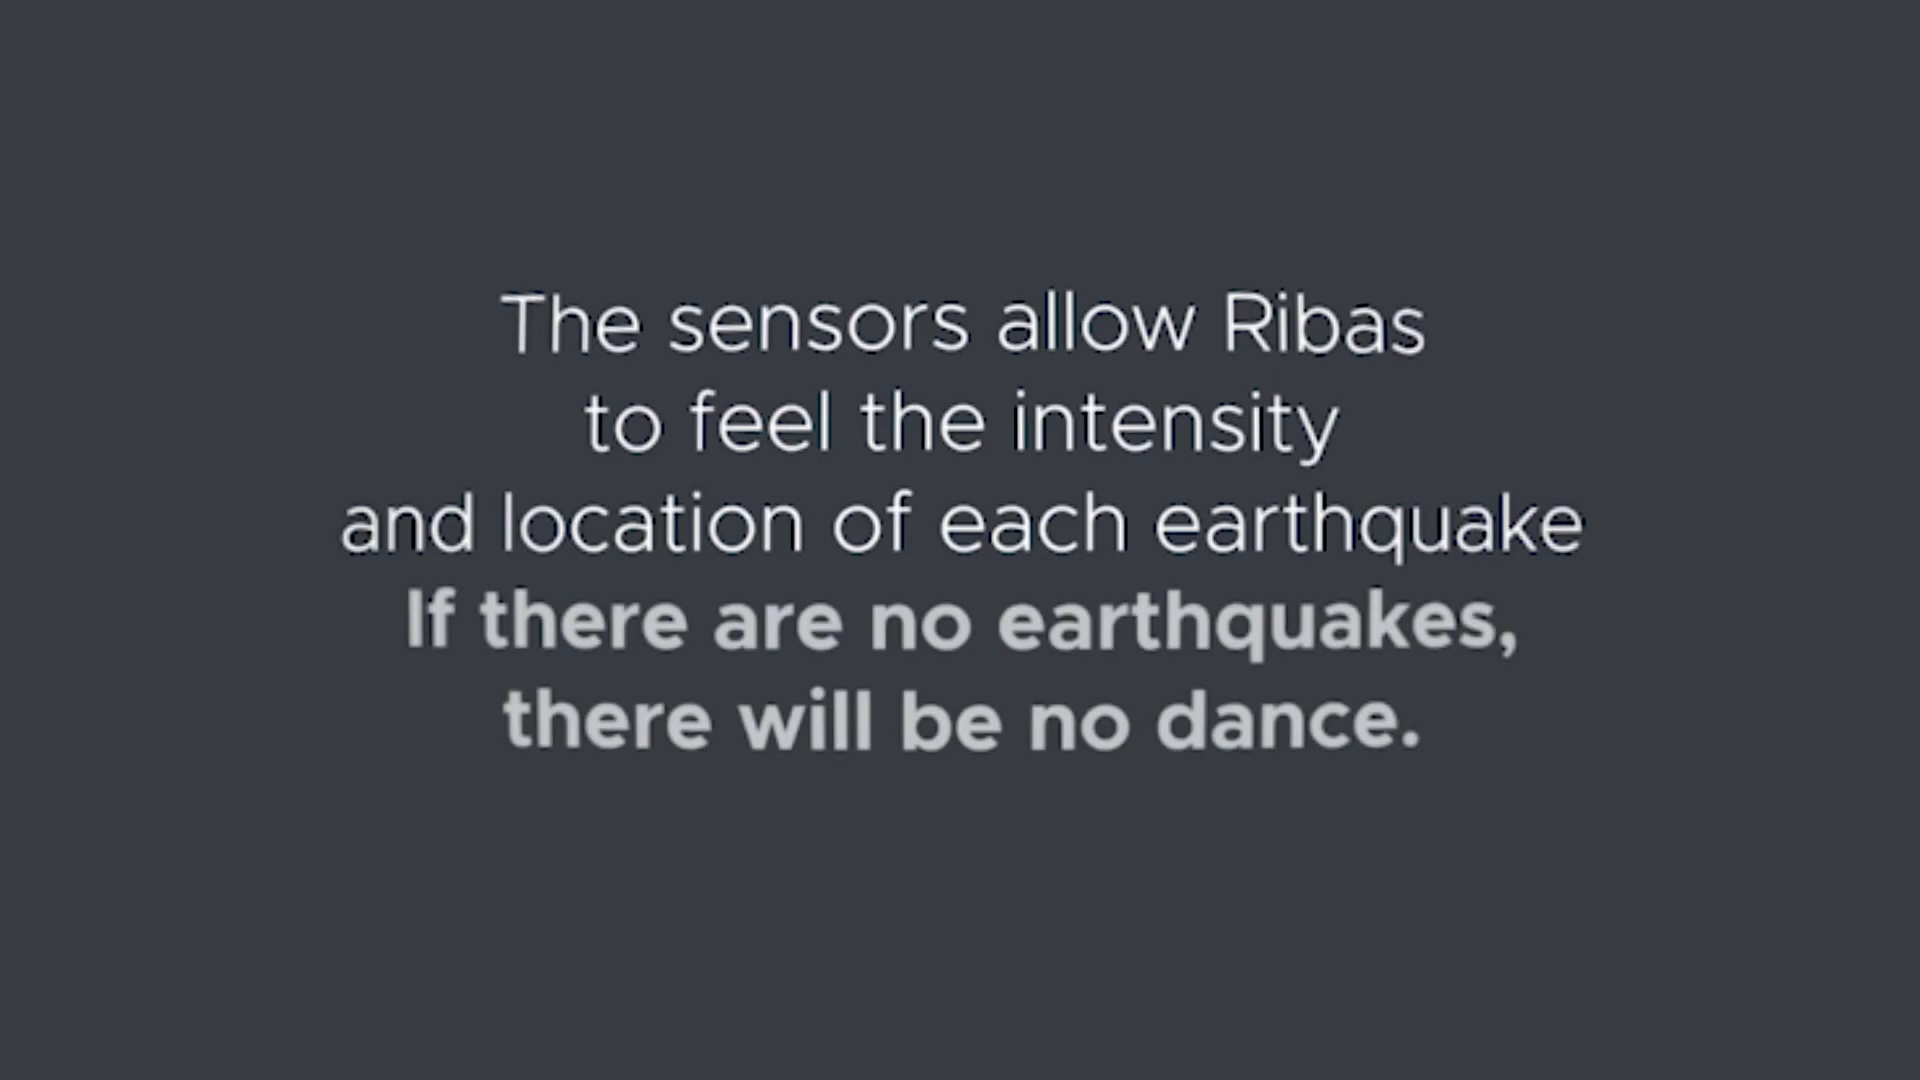 The sensors allow Ribas
to feel the intensity
and location of each earthquake
If there are no earthquakes,
there will be no dance.